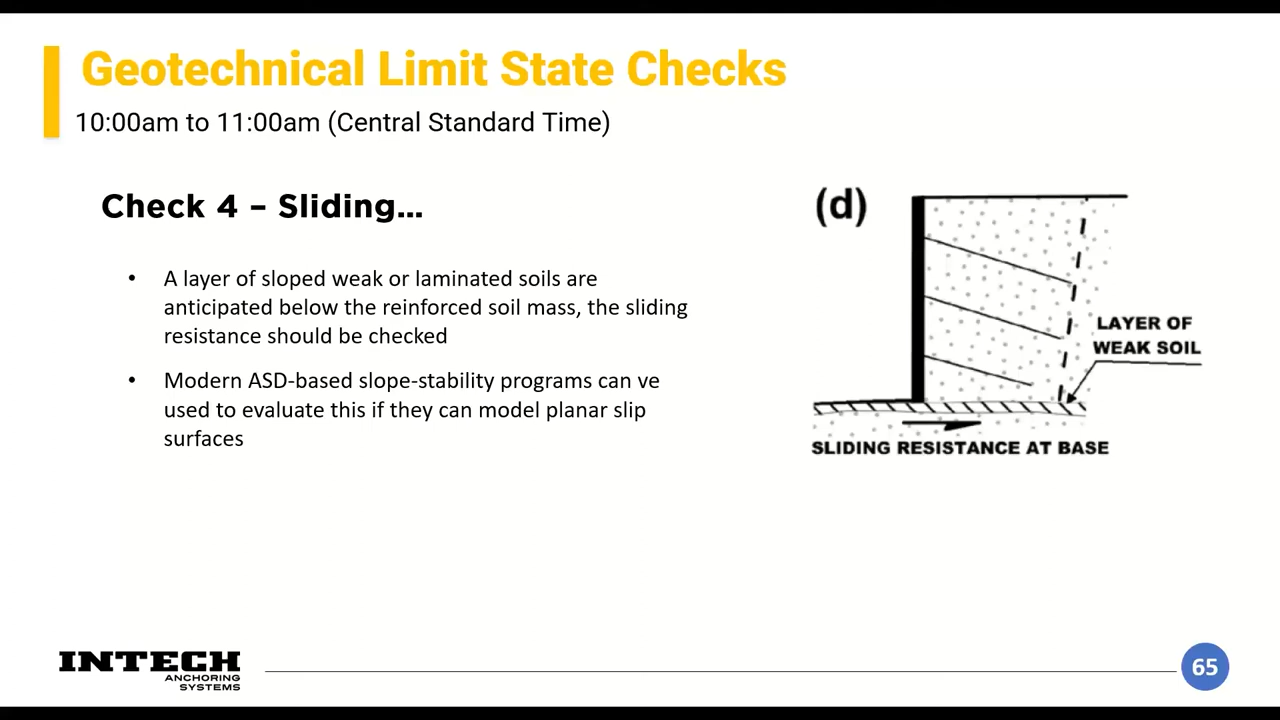 Geotechnical Limit State Checks
10:00am to 11:00am (Central Standard Time)
Check 4 – Sliding...
• A layer of sloped weak or laminated soils are
anticipated below the reinforced soil mass, the sliding
resistance should be checked
• Modern ASD-based slope-stability programs can ve
used to evaluate this if they can model planar slip
surfaces
(d)
LAYER OF
WEAK SOIL
SLIDING RESISTANCE AT BASE
INTECH
ANCHORING
SYSTEMS
65